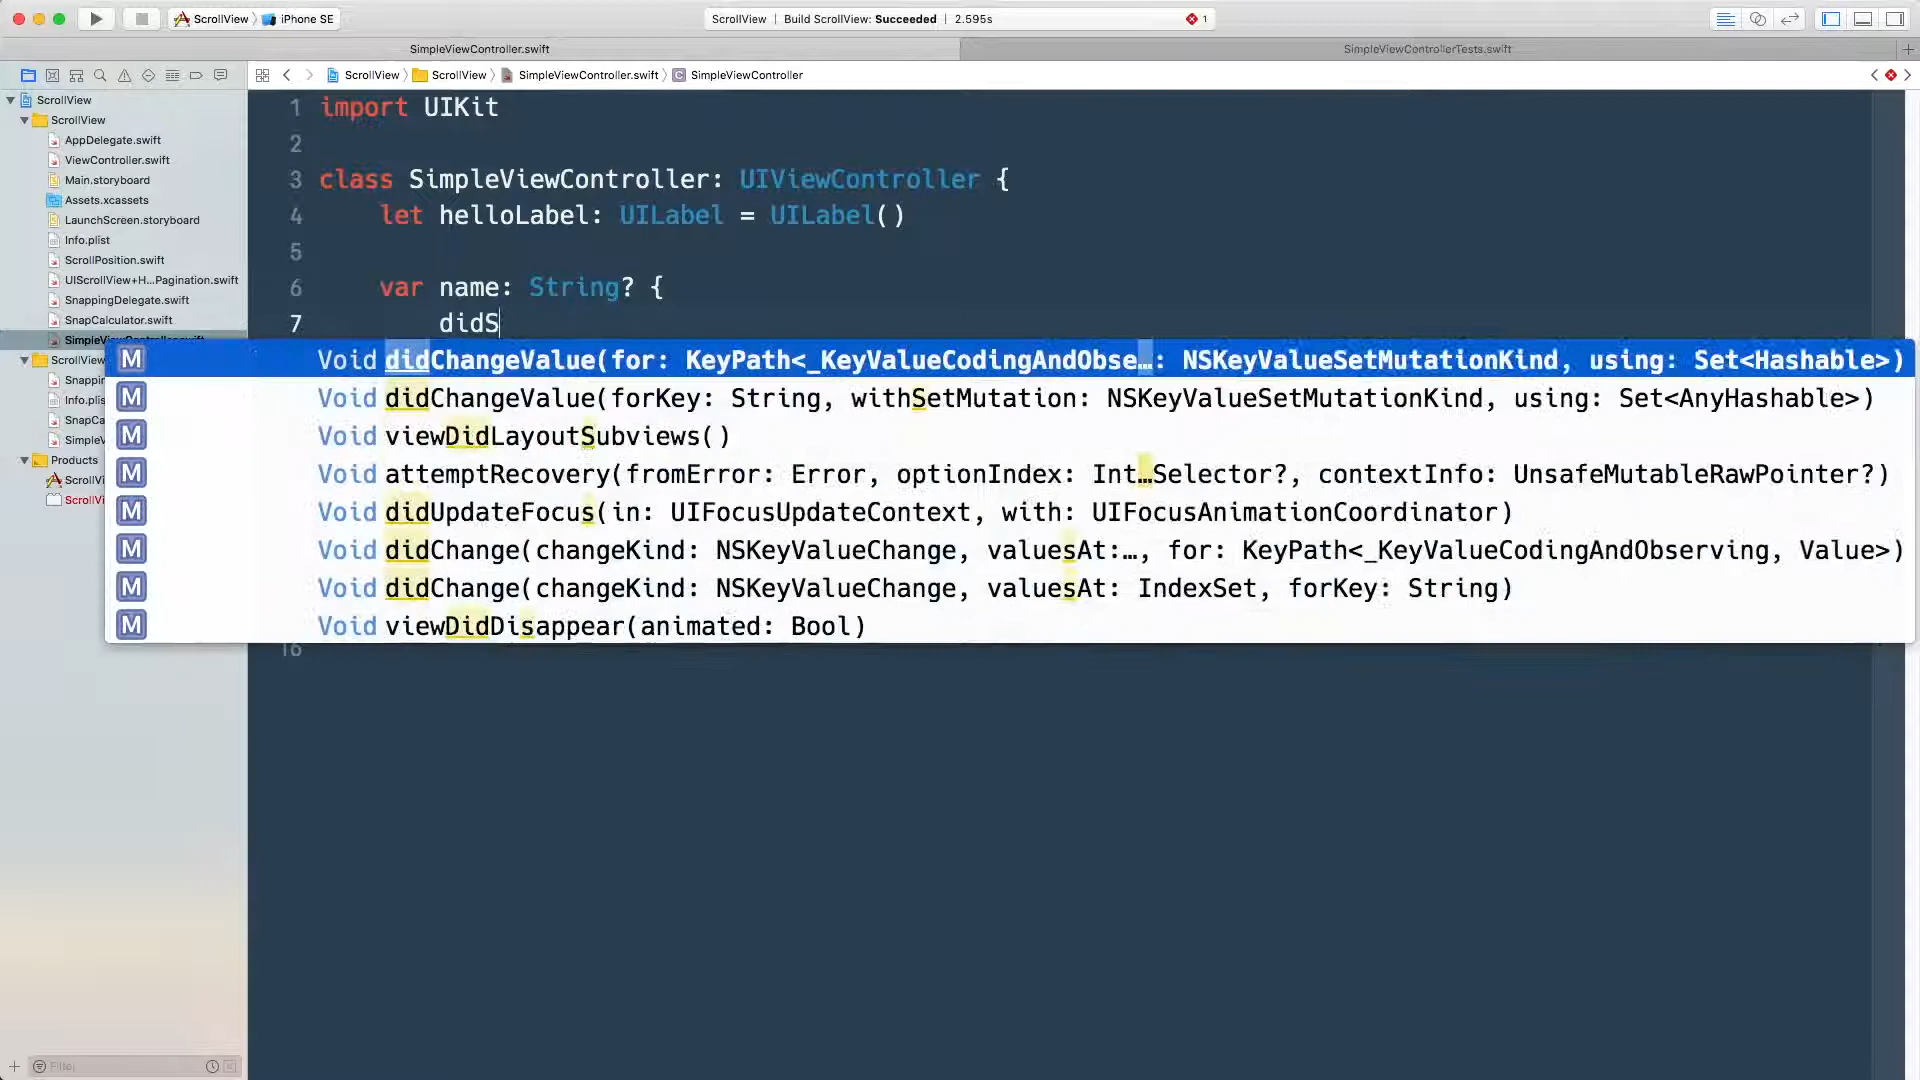 ScrollView iPhone SE
ScrollView | Build ScrollView: Succeeded | 2.595s
1
SimpleViewController.swift
SimpleViewControllerTests.swift
ScrollView ScrollView SimpleViewController.swift C SimpleViewController
ScrollView
ScrollView
AppDelegate.swift
ViewController.swift
Main.storyboard
Assets.xcassets
LaunchScreen.storyboard
Info.plist
ScrollPosition.swift
UIScrollView+H...Pagination.swift
SnappingDelegate.swift
SnapCalculator.swift
ScrollView
Snappin
Info.plis
SnapCa
SimpleV
Products
ScrollVi
ScrollVi
Filter
1 import UIKit
2
3 class SimpleViewController: UIViewController {
4 let helloLabel: UILabel = UILabel()
5
6 var name: String? {
7 didS
M Void didChangeValue(for: KeyPath<_KeyValueCodingAndObse…: NSKeyValueSetMutationKind, using: Set<Hashable>)
M Void didChangeValue(forKey: String, withSetMutation: NSKeyValueSetMutationKind, using: Set<AnyHashable>)
M Void viewDidLayoutSubviews()
M Void attemptRecovery(fromError: Error, optionIndex: Int…Selector?, contextInfo: UnsafeMutableRawPointer?)
M Void didUpdateFocus(in: UIFocusUpdateContext, with: UIFocusAnimationCoordinator)
M Void didChange(changeKind: NSKeyValueChange, valuesAt:…, for: KeyPath<_KeyValueCodingAndObserving, Value>)
M Void didChange(changeKind: NSKeyValueChange, valuesAt: IndexSet, forKey: String)
M Void viewDidDisappear(animated: Bool)
16